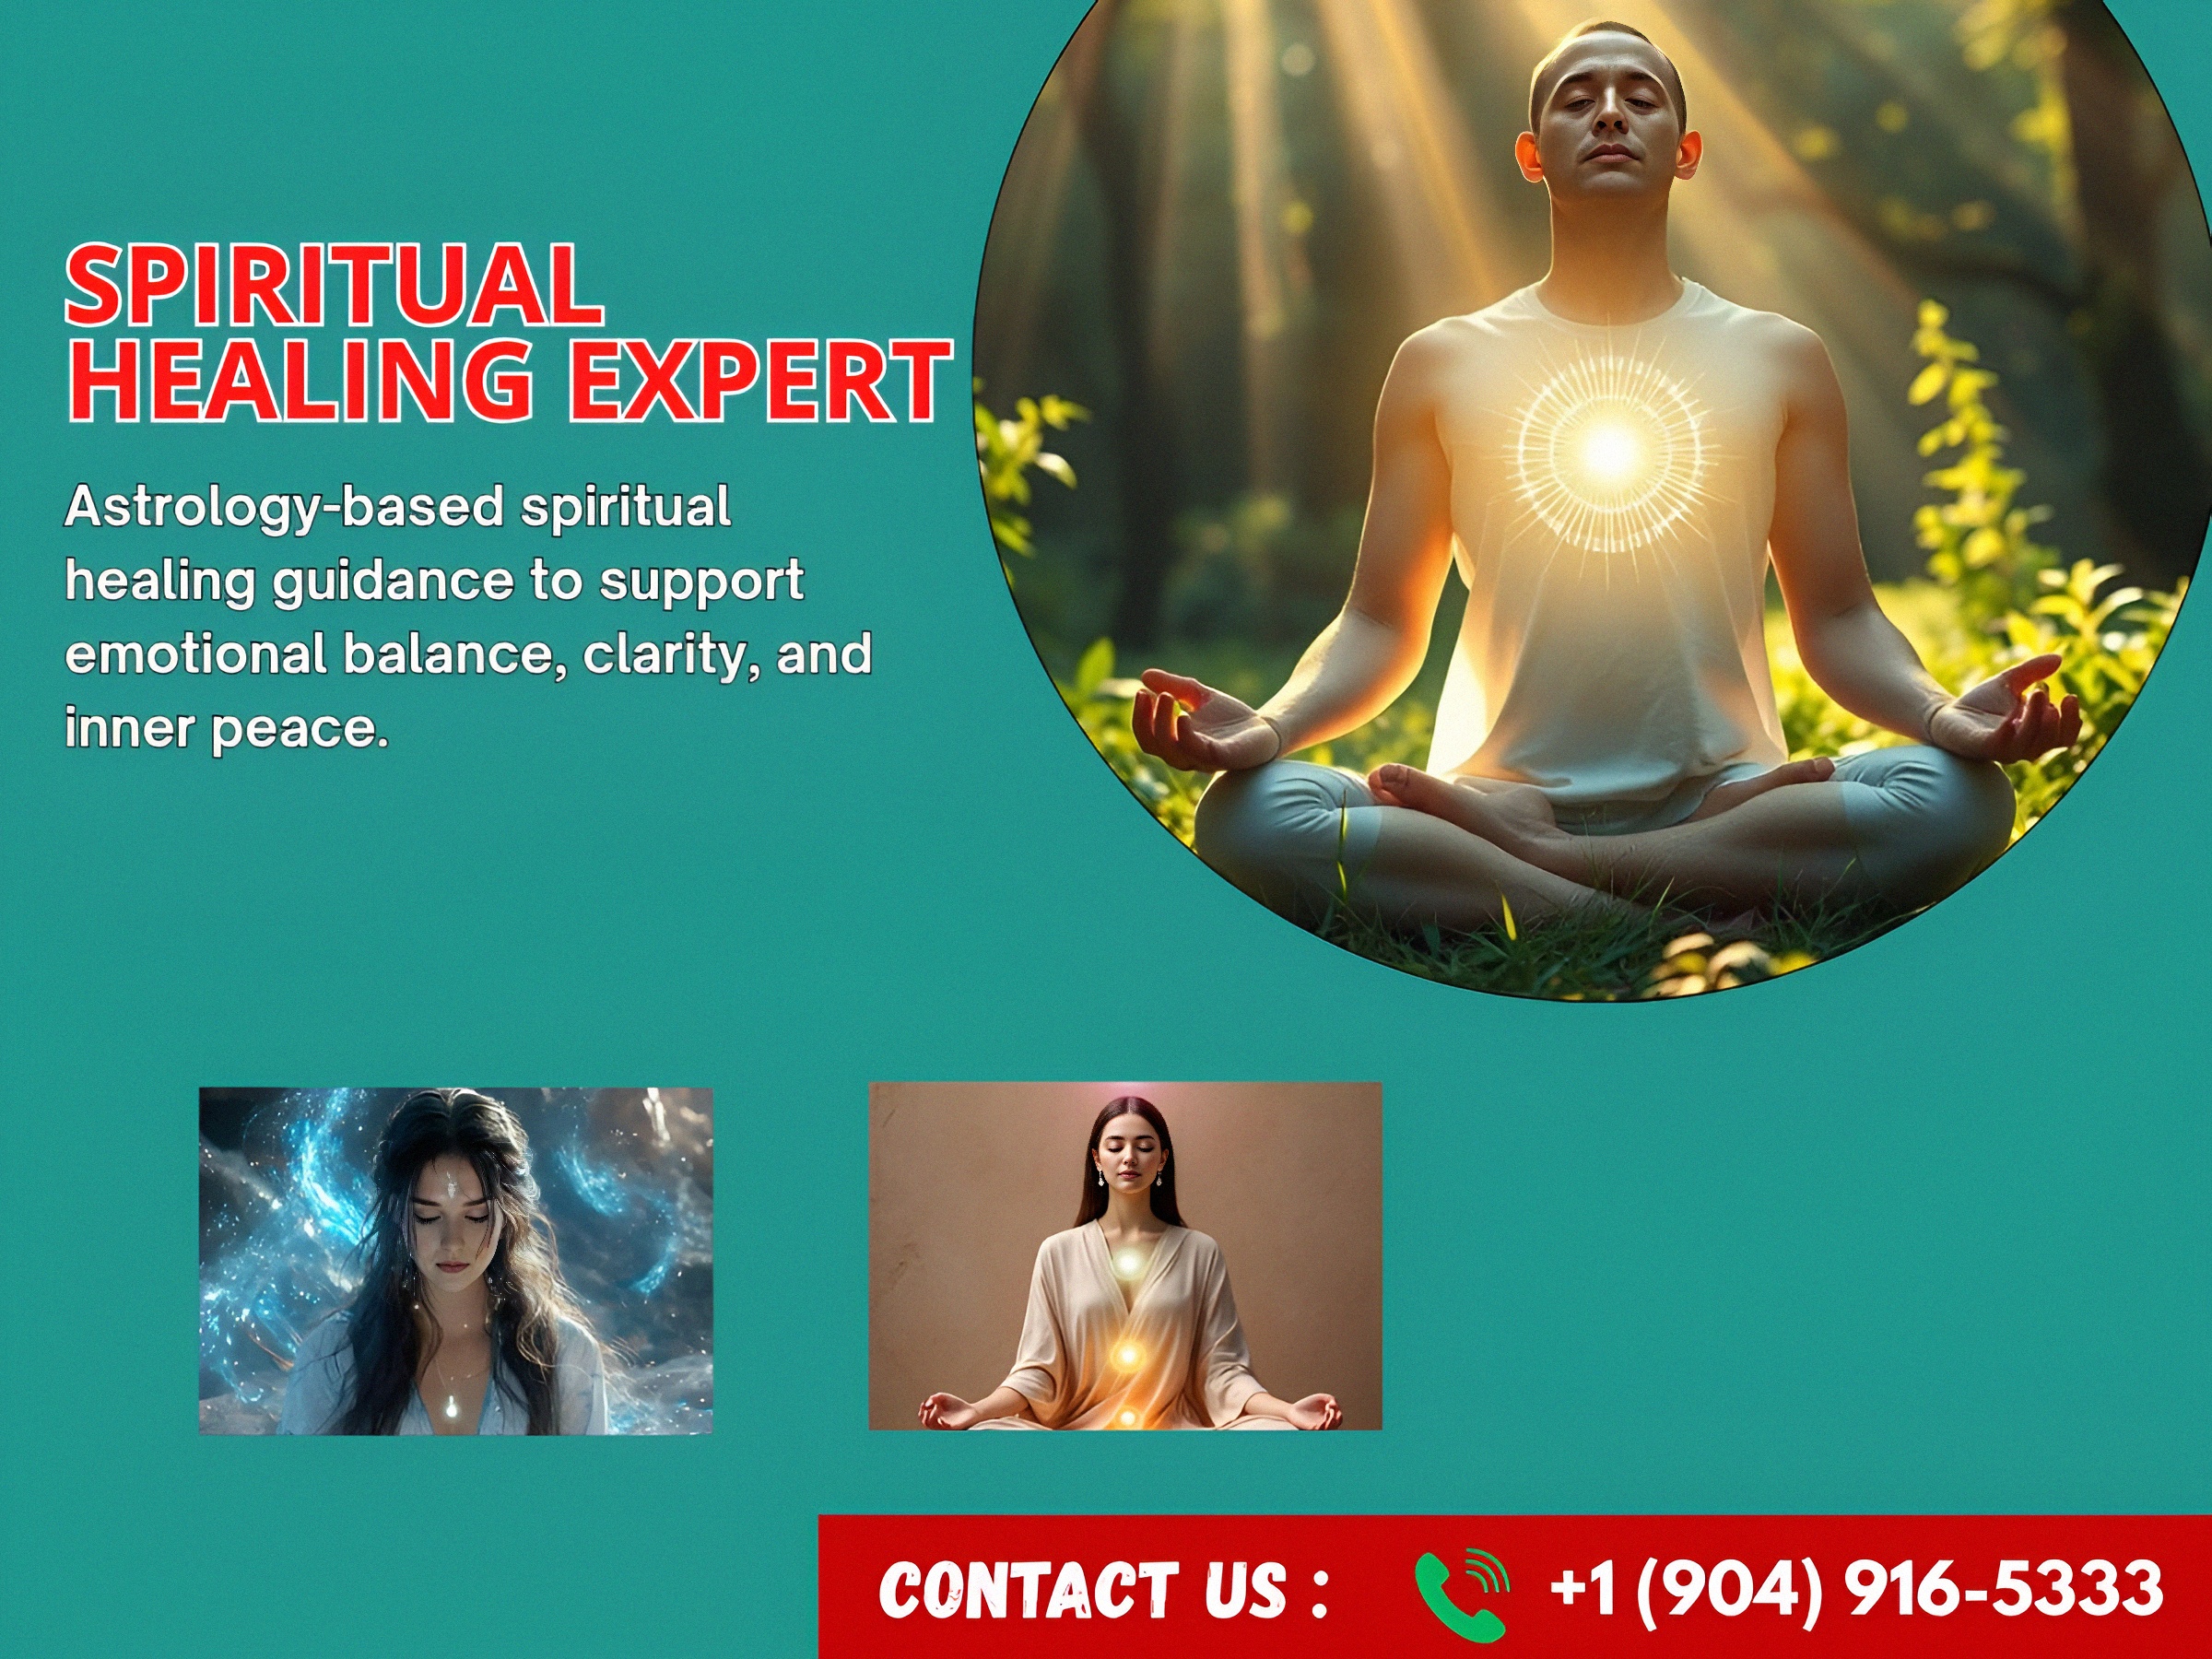 SPIRITUAL
HEALING EXPERT
Astrology-based spiritual
healing guidance to support
emotional balance, clarity, and
inner peace.
CONTACT US : +1 (904) 916-5333